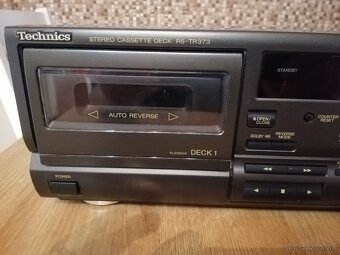 Technics
STEREO CASSETTE DECK RS-TR373
STANDBY
AUTO REVERSE
OPEN/
CLOSE
COUNTER
RESET
DOLBY NR
REVERSE
MODE
PLAYBACK DECK 1
POWER